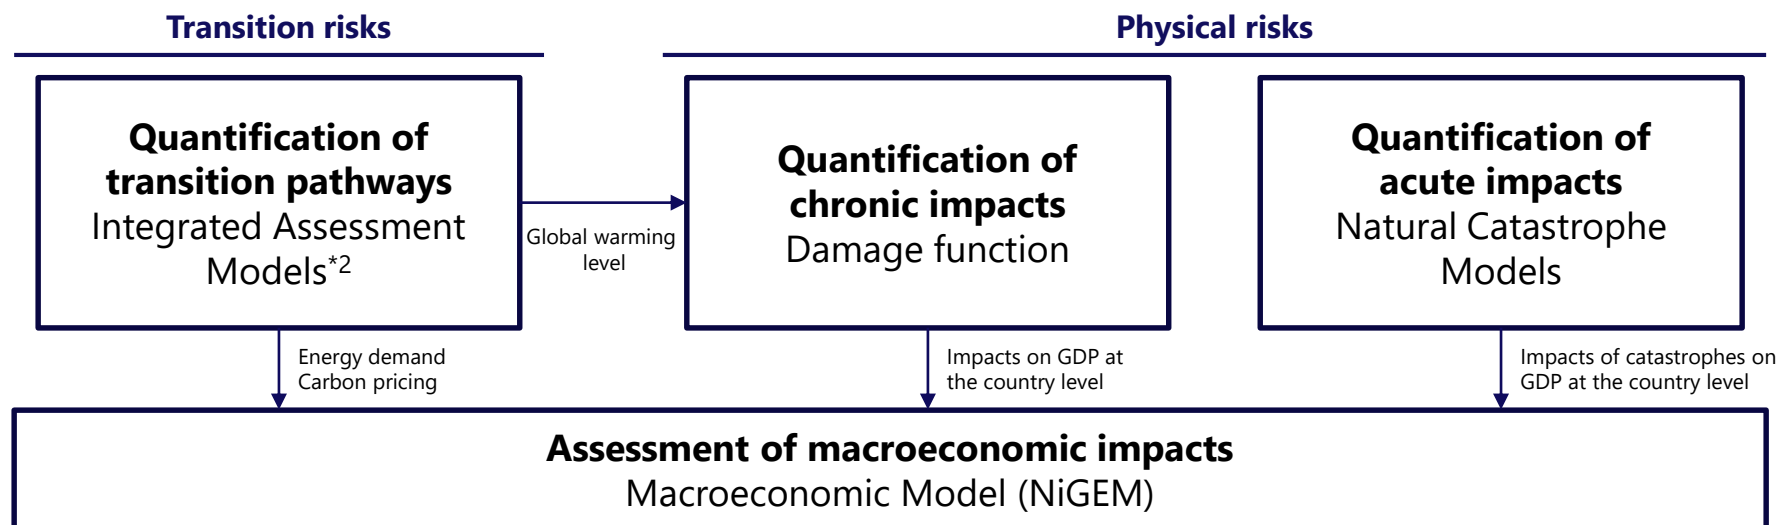 Transition risks
Physical risks
Quantification of
transition pathways
Integrated Assessment
Models*2
Global warming
level
Quantification of
chronic impacts
Damage function
Quantification of
acute impacts
Natural Catastrophe
Models
Energy demand
Carbon pricing
Impacts on GDP at
the country level
Impacts of catastrophes on
GDP at the country level
Assessment of macroeconomic impacts
Macroeconomic Model (NiGEM)